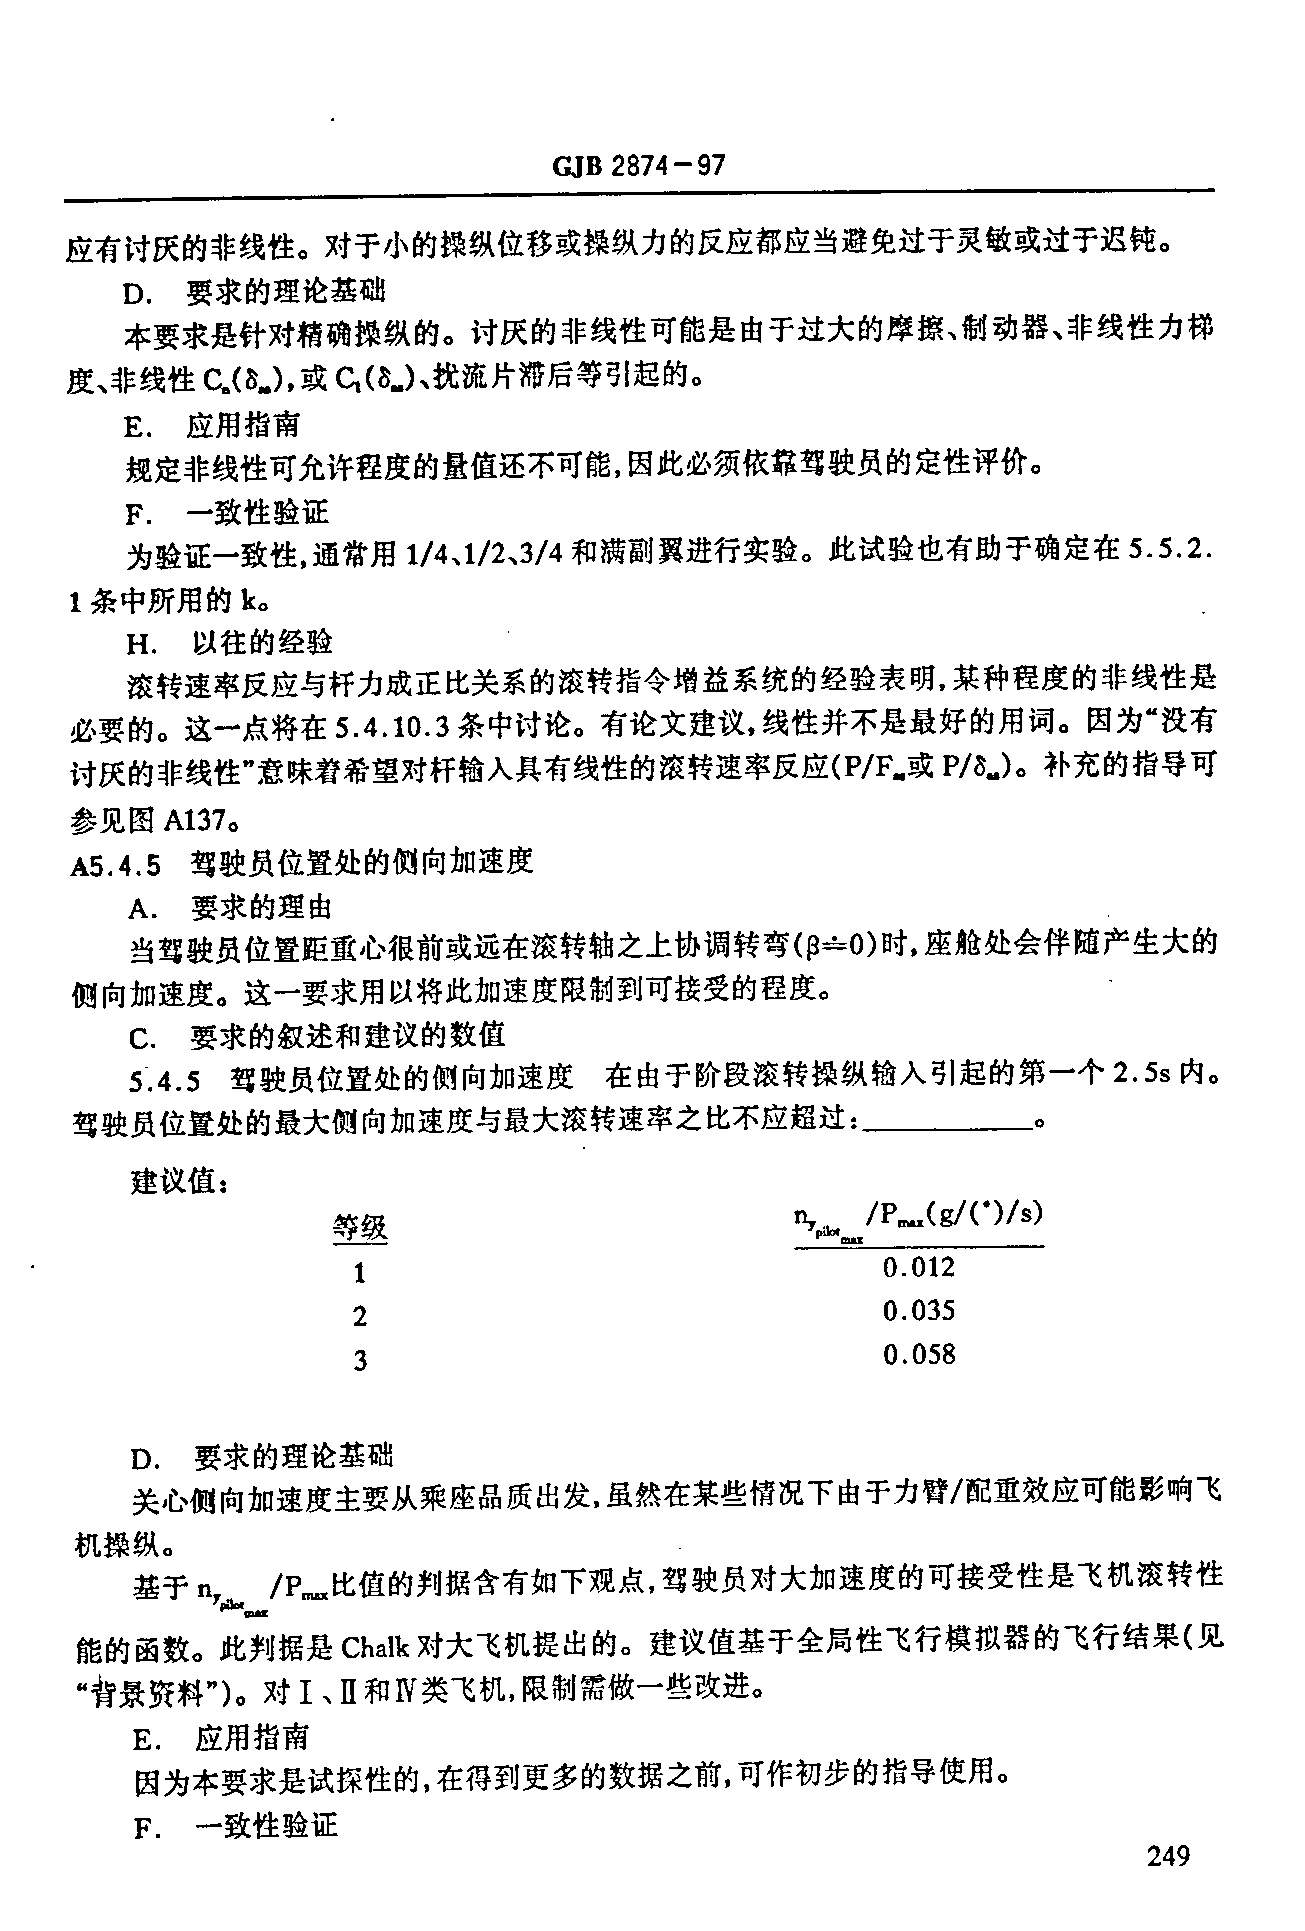 GJB 2874-97
应有讨厌的非线性。对于小的操纵位移或操纵力的反应都应当避免过于灵敏或过于迟钝。
D. 要求的理论基础
本要求是针对精确操纵的。讨厌的非线性可能是由于过大的摩擦、制动器、非线性力梯
度、非线性 Cn(δas),或 Cl(δas)、扰流片滞后等引起的。
E. 应用指南
规定非线性可允许程度的量值还不可能,因此必须依靠驾驶员的定性评价。
F. 一致性验证
为验证一致性,通常用 1/4、1/2、3/4 和满副翼进行实验。此试验也有助于确定在 5.5.2.
1 条中所用的 k。
H. 以往的经验
滚转速率反应与杆力成正比关系的滚转指令增益系统的经验表明,某种程度的非线性是
必要的。这一点将在 5.4.10.3 条中讨论。有论文建议,线性并不是最好的用词。因为“没有
讨厌的非线性”意味着希望对杆输入具有线性的滚转速率反应(P/Fas或 P/δas)。补充的指导可
参见图 A137。
A5.4.5 驾驶员位置处的侧向加速度
A. 要求的理由
当驾驶员位置距重心很前或远在滚转轴之上协调转弯(β≐0)时,座舱处会伴随产生大的
侧向加速度。这一要求用以将此加速度限制到可接受的程度。
C. 要求的叙述和建议的数值
5.4.5 驾驶员位置处的侧向加速度 在由于阶段滚转操纵输入引起的第一个 2.5s 内。
驾驶员位置处的最大侧向加速度与最大滚转速率之比不应超过:____________。
建议值:
等级 ny pilot max /Pmax(g/(°)/s)
1 0.012
2 0.035
3 0.058
D. 要求的理论基础
关心侧向加速度主要从乘座品质出发,虽然在某些情况下由于力臂/配重效应可能影响飞
机操纵。
基于 ny pilot max /Pmax比值的判据含有如下观点,驾驶员对大加速度的可接受性是飞机滚转性
能的函数。此判据是 Chalk 对大飞机提出的。建议值基于全局性飞行模拟器的飞行结果(见
“背景资料”)。对Ⅰ、Ⅱ和Ⅳ类飞机,限制需做一些改进。
E. 应用指南
因为本要求是试探性的,在得到更多的数据之前,可作初步的指导使用。
F. 一致性验证
249